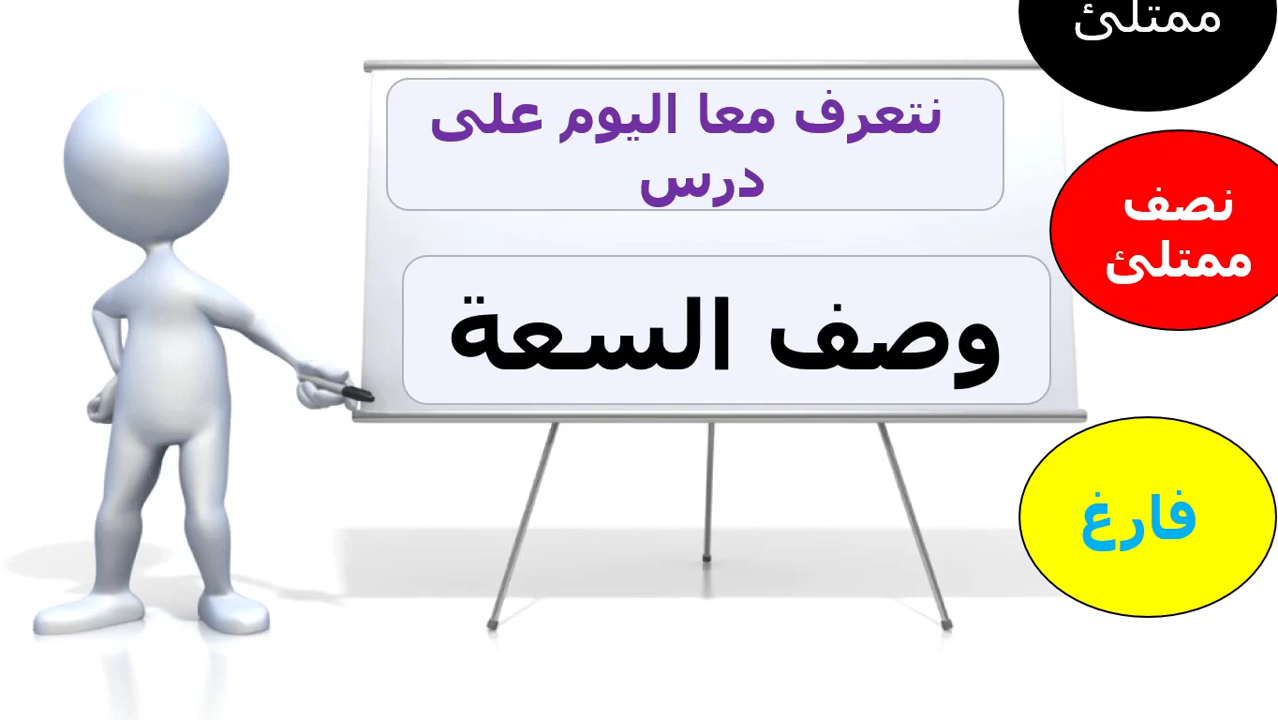 نتعرف معا اليوم على
درس
وصف السعة
ممتلئ
نصف
ممتلئ
فارغ